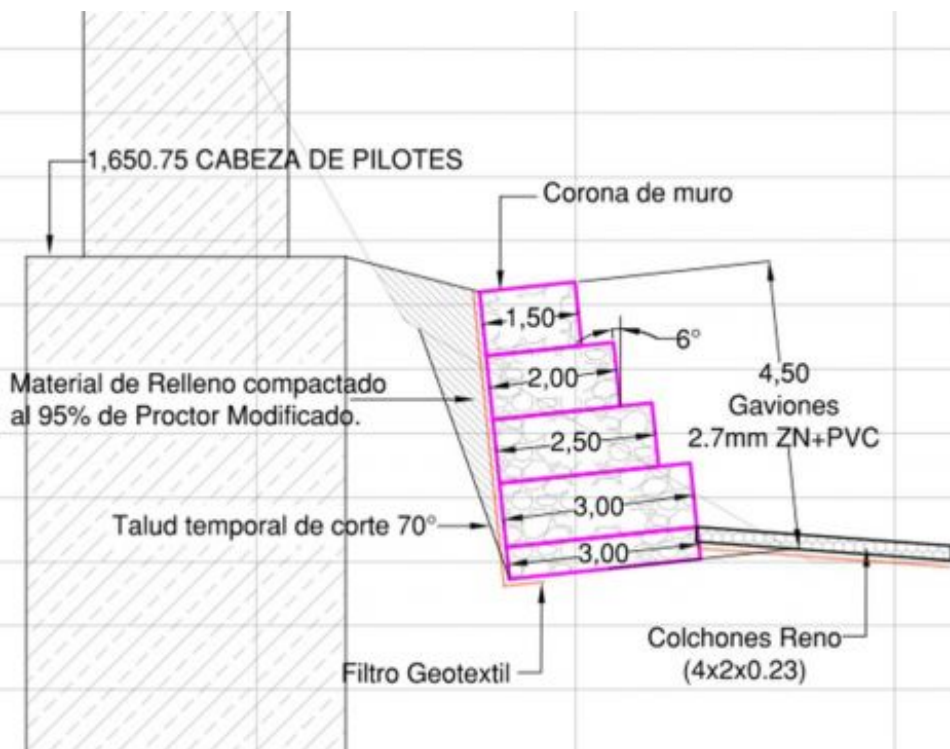 1,650.75 CABEZA DE PILOTES
Corona de muro
1,50
6°
2,00
4,50
Gaviones
2.7mm ZN+PVC
Material de Relleno compactado
al 95% de Proctor Modificado.
2,50
3,00
Talud temporal de corte 70°
3,00
Colchones Reno
(4x2x0.23)
Filtro Geotextil